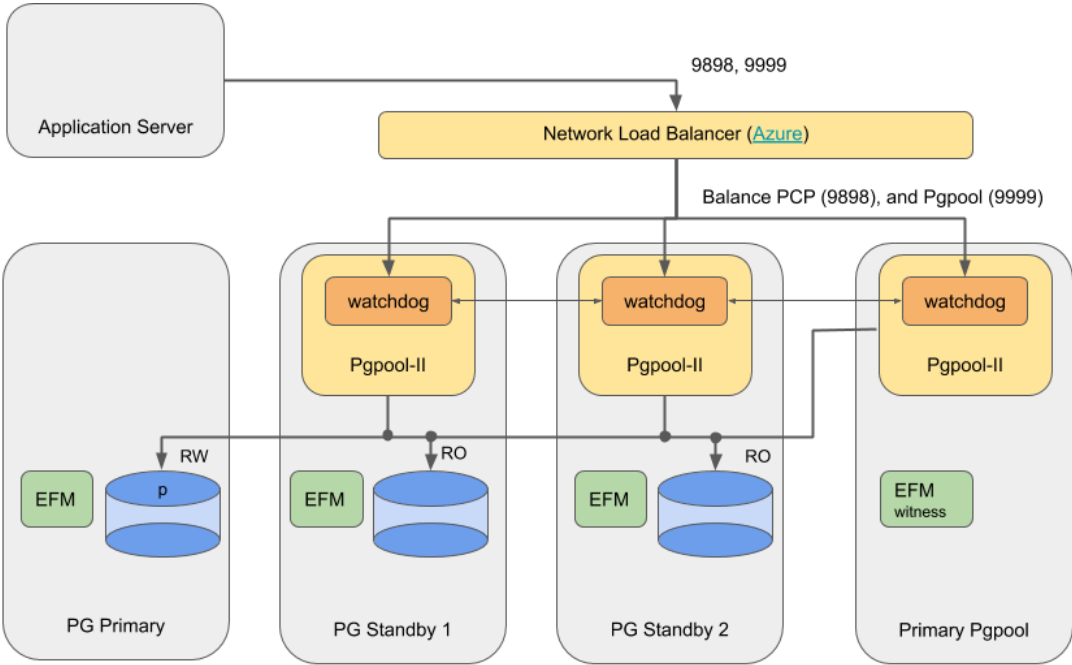 9898, 9999
Application Server
Network Load Balancer (Azure)
Balance PCP (9898), and Pgpool (9999)
watchdog
watchdog
watchdog
Pgpool-II
Pgpool-II
Pgpool-II
RW
RO
RO
EFM
p
EFM
EFM
EFM
witness
PG Primary
PG Standby 1
PG Standby 2
Primary Pgpool